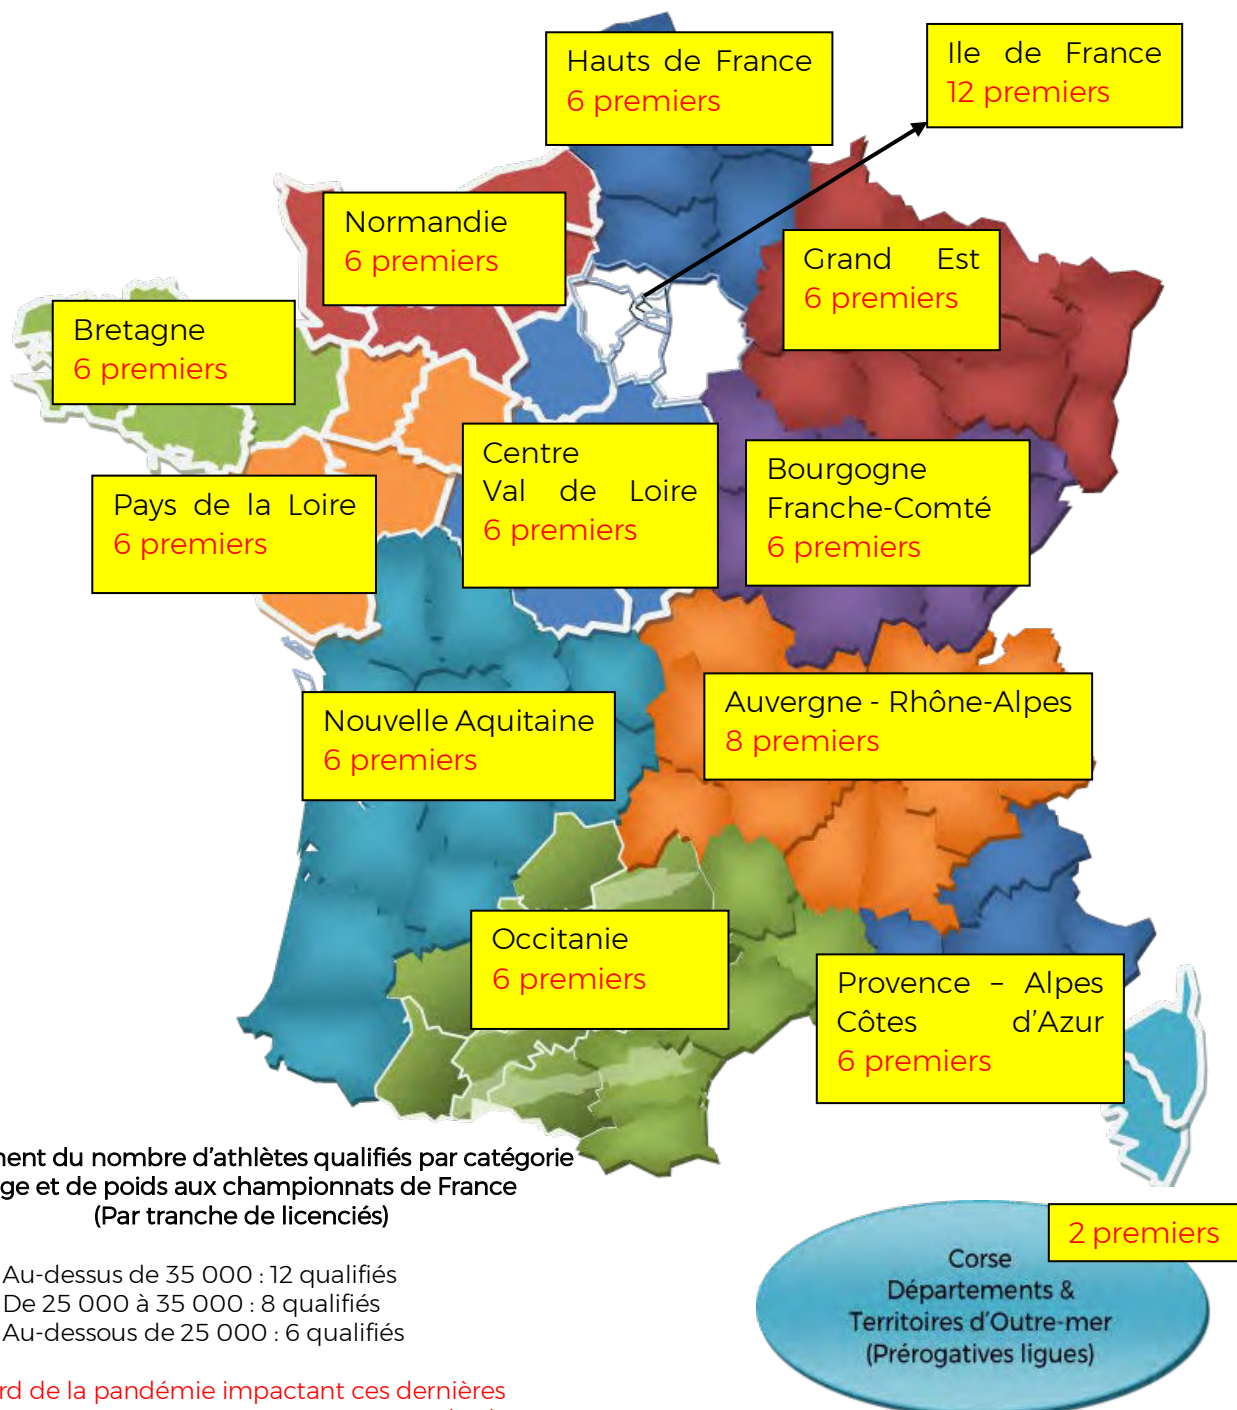 Hauts de France
6 premiers
Ile de France
12 premiers
Normandie
6 premiers
Grand Est
6 premiers
Bretagne
6 premiers
Centre
Val de Loire
6 premiers
Bourgogne
Franche-Comté
6 premiers
Pays de la Loire
6 premiers
Nouvelle Aquitaine
6 premiers
Auvergne - Rhône-Alpes
8 premiers
Occitanie
6 premiers
Provence – Alpes
Côtes d'Azur
6 premiers
nent du nombre d'athlètes qualifiés par catégorie
ge et de poids aux championnats de France
(Par tranche de licenciés)
Au-dessus de 35 000 : 12 qualifiés
De 25 000 à 35 000 : 8 qualifiés
Au-dessous de 25 000 : 6 qualifiés
rd de la pandémie impactant ces dernières
2 premiers
Corse
Départements &
Territoires d'Outre-mer
(Prérogatives ligues)